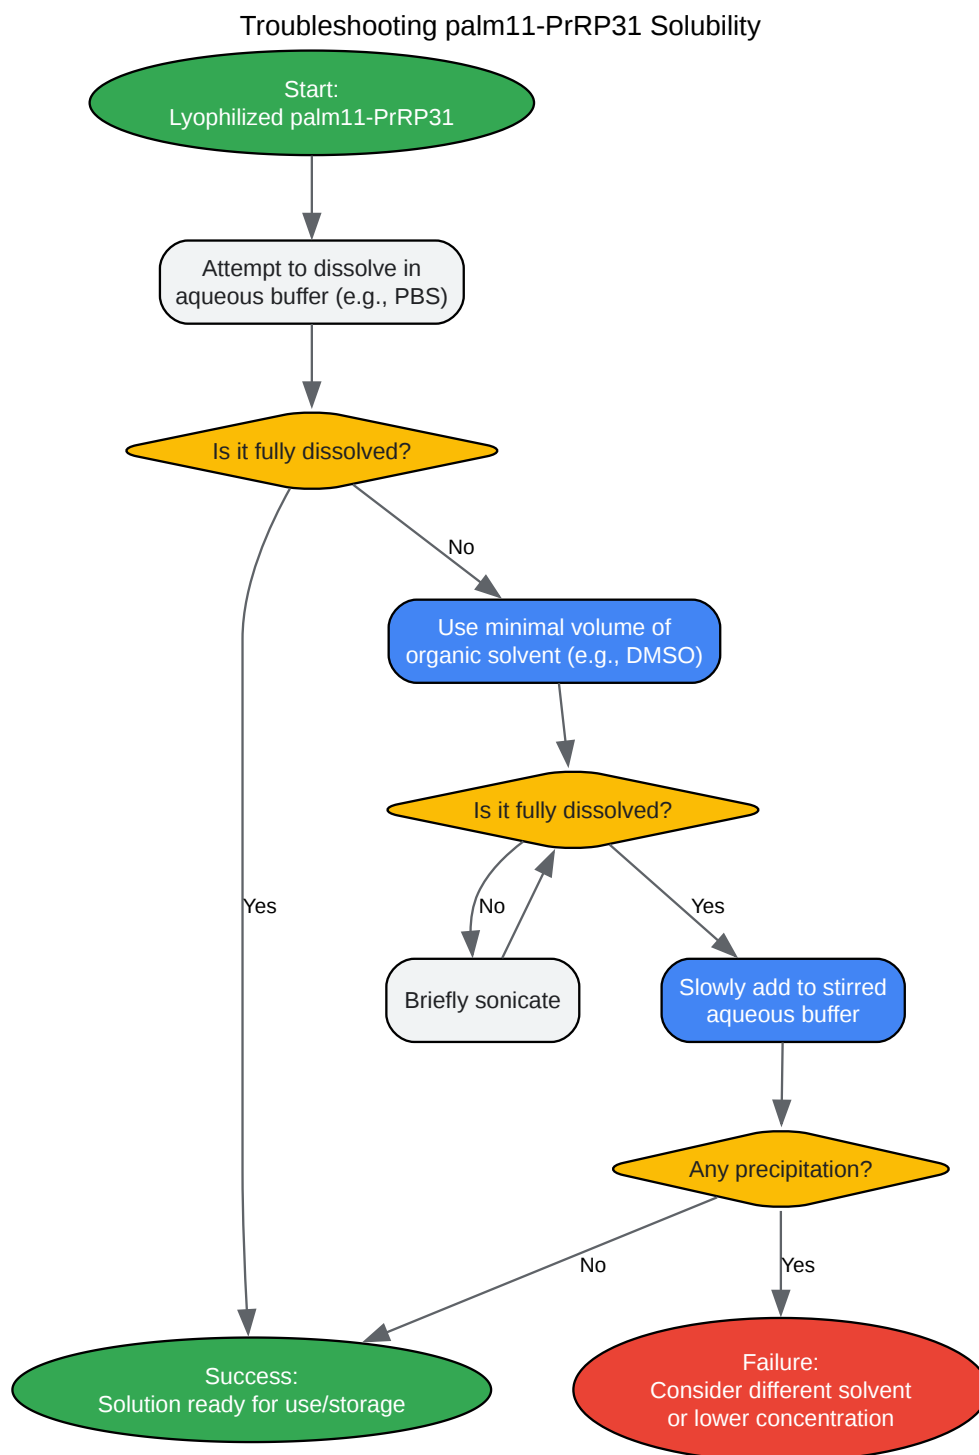 Troubleshooting palm11-PrRP31 Solubility
Start:
Lyophilized palm11-PrRP31
Attempt to dissolve in
aqueous buffer (e.g., PBS)
Is it fully dissolved?
No
Use minimal volume of
organic solvent (e.g., DMSO)
Is it fully dissolved?
Yes
No
Yes
Briefly sonicate
Slowly add to stirred
aqueous buffer
Any precipitation?
No
Yes
Success:
Solution ready for use/storage
Failure:
Consider different solvent
or lower concentration